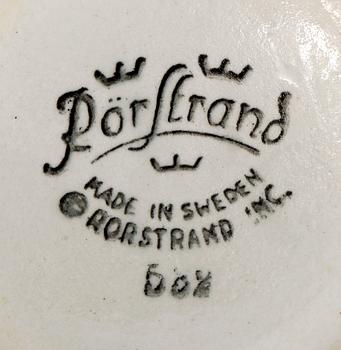 Rörstrand
MADE IN SWEDEN
© RORSTRAND INC.